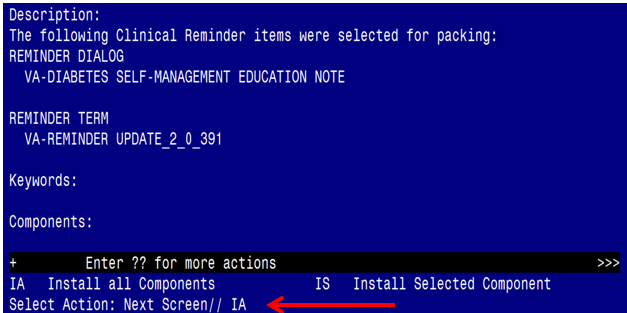 Description:
The following Clinical Reminder items were selected for packing:
REMINDER DIALOG
VA-DIABETES SELF-MANAGEMENT EDUCATION NOTE
REMINDER TERM
VA-REMINDER UPDATE_2_0_391
Keywords:
Components:
+ Enter ?? for more actions >>>
IA Install all Components IS Install Selected Component
Select Action: Next Screen// IA